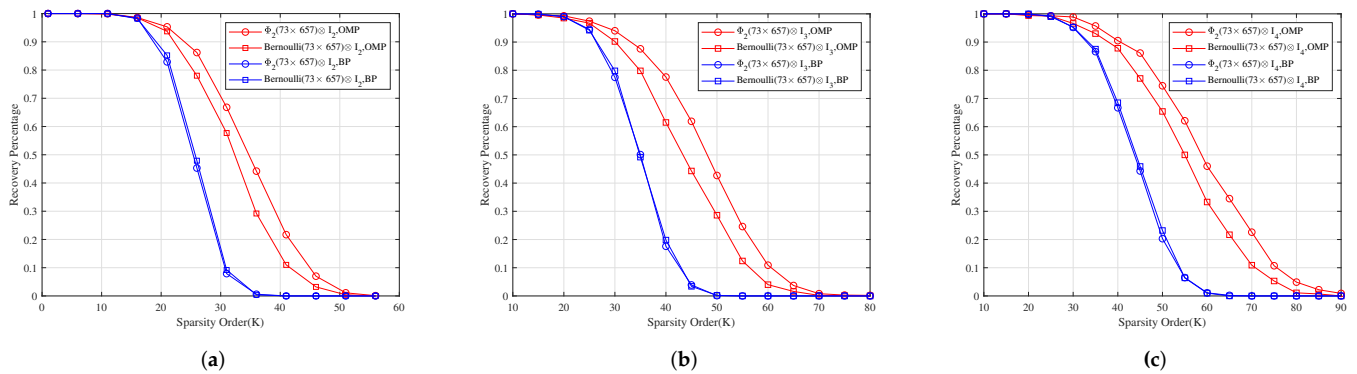 1
0.9
0.8
0.7
0.6
0.5
0.4
0.3
0.2
0.1
0
Recovery Percentage
0 10 20 30 40 50 60
Sparsity Order(K)
Φ₂(73× 657)⊗ I₂,OMP
Bernoulli(73× 657)⊗ I₂,OMP
Φ₂(73× 657)⊗ I₂,BP
Bernoulli(73× 657)⊗ I₂,BP
(a)
1
0.9
0.8
0.7
0.6
0.5
0.4
0.3
0.2
0.1
0
Recovery Percentage
10 20 30 40 50 60 70 80
Sparsity Order(K)
Φ₂(73× 657)⊗ I₃,OMP
Bernoulli(73× 657)⊗ I₃,OMP
Φ₂(73× 657)⊗ I₃,BP
Bernoulli(73× 657)⊗ I₃,BP
(b)
1
0.9
0.8
0.7
0.6
0.5
0.4
0.3
0.2
0.1
0
Recovery Percentage
10 20 30 40 50 60 70 80 90
Sparsity Order(K)
Φ₂(73× 657)⊗ I₄,OMP
Bernoulli(73× 657)⊗ I₄,OMP
Φ₂(73× 657)⊗ I₄,BP
Bernoulli(73× 657)⊗ I₄,BP
(c)